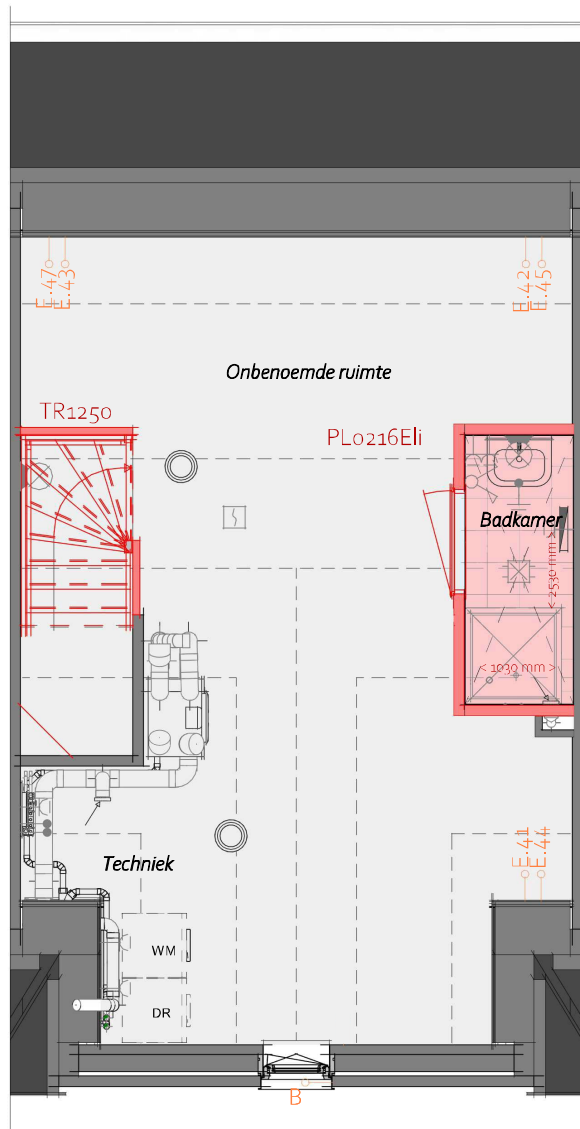 E.47
E.43
E.42
E.45
Onbenoemde ruimte
TR1250
PL0216Eli
Badkamer
< 2530 mm >
< 1030 mm >
E.41
E.44
Techniek
WM
DR
B